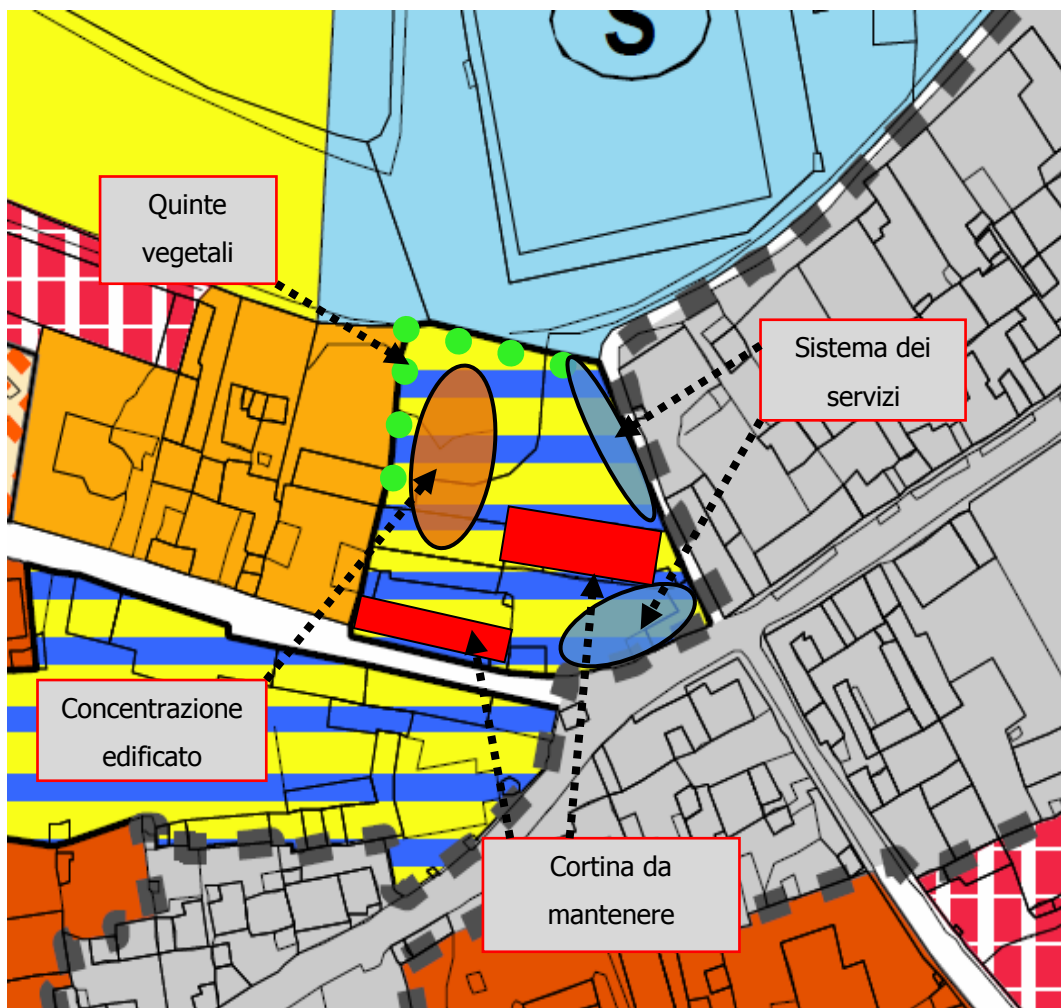 S
Quinte
vegetali
Sistema dei
servizi
Concentrazione
edificato
Cortina da
mantenere